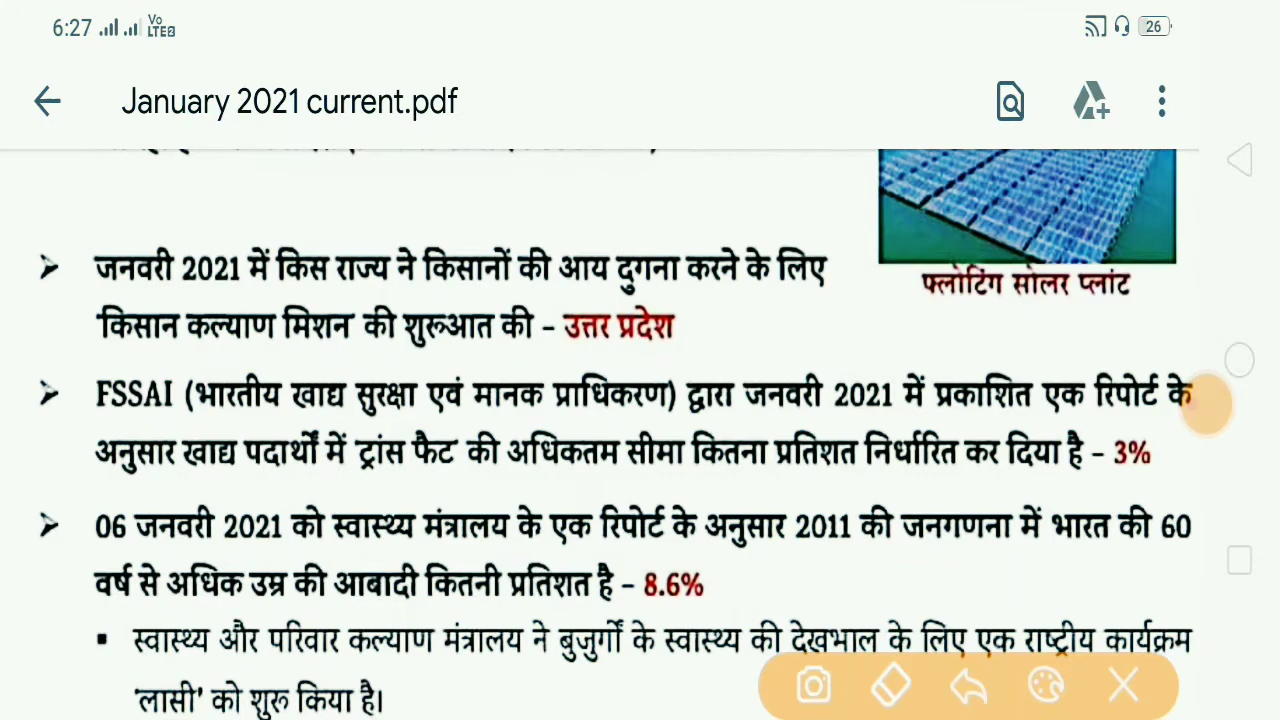 6:27 Vo LTE2 26
January 2021 current.pdf
फ्लोटिंग सोलर प्लांट
जनवरी 2021 में किस राज्य ने किसानों की आय दुगना करने के लिए
'किसान कल्याण मिशन' की शुरूआत की – उत्तर प्रदेश
FSSAI (भारतीय खाद्य सुरक्षा एवं मानक प्राधिकरण) द्वारा जनवरी 2021 में प्रकाशित एक रिपोर्ट के
अनुसार खाद्य पदार्थों में 'ट्रांस फैट' की अधिकतम सीमा कितना प्रतिशत निर्धारित कर दिया है – 3%
06 जनवरी 2021 को स्वास्थ्य मंत्रालय के एक रिपोर्ट के अनुसार 2011 की जनगणना में भारत की 60
वर्ष से अधिक उम्र की आबादी कितनी प्रतिशत है – 8.6%
स्वास्थ्य और परिवार कल्याण मंत्रालय ने बुजुर्गों के स्वास्थ्य की देखभाल के लिए एक राष्ट्रीय कार्यक्रम
'लासी' को शुरू किया है।